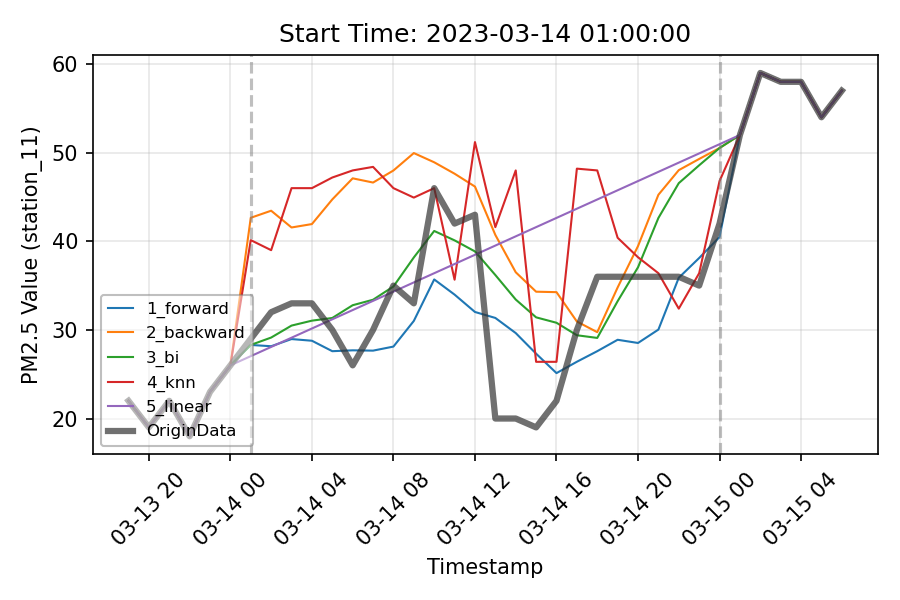 Start Time: 2023-03-14 01:00:00
PM2.5 Value (station_11)
60
50
40
30
20
1_forward
2_backward
3_bi
4_knn
5_linear
OriginData
03-13 20
03-14 00
03-14 04
03-14 08
03-14 12
03-14 16
03-14 20
03-15 00
03-15 04
Timestamp